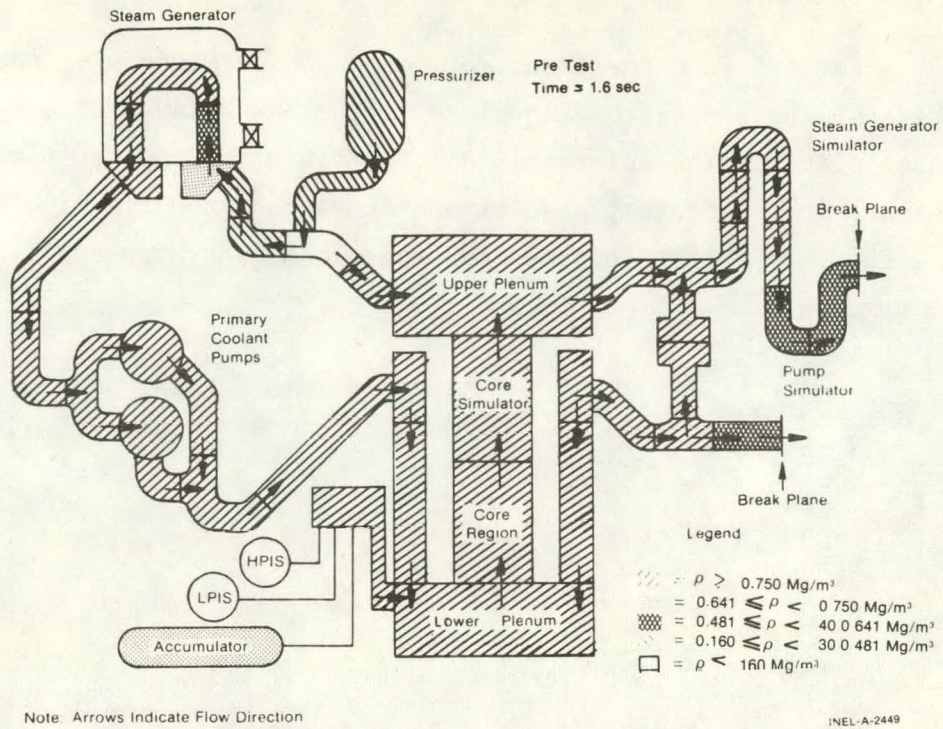 Steam Generator
Pressurizer
Pre Test
Time ≈ 1.6 sec
Steam Generator
Simulator
Break Plane
Upper Plenum
Primary
Coolant
Pumps
Core
Simulator
Pump
Simulator
Break Plane
Core
Region
Legend
HPIS
LPIS
Accumulator
Lower Plenum
= ρ > 0.750 Mg/m³
= 0.641 ≤ ρ < 0 750 Mg/m³
= 0.481 ≤ ρ < 40 0 641 Mg/m³
= 0.160 ≤ ρ < 30 0 481 Mg/m³
= ρ < 160 Mg/m³
Note: Arrows Indicate Flow Direction
INEL-A-2449